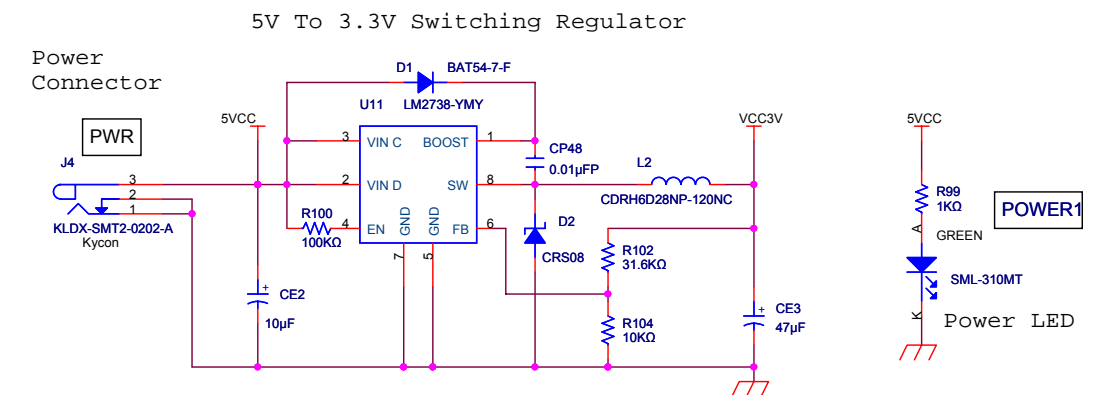 5V To 3.3V Switching Regulator
Power
Connector
D1
BAT54-7-F
U11
LM2738-YMY
5VCC
VCC3V
5VCC
PWR
3
VIN C
BOOST
1
CP48
0.01µFP
J4
L2
3
2
VIN D
SW
8
2
R99
1KΩ
1
R100
CDRH6D28NP-120NC
POWER1
KLDX-SMT2-0202-A
Kycon
100KΩ
4
EN
GND
GND
FB
6
D2
A
GREEN
7
5
CRS08
R102
31.6KΩ
SML-310MT
CE2
10µF
R104
10KΩ
CE3
47µF
K
Power LED
+
+